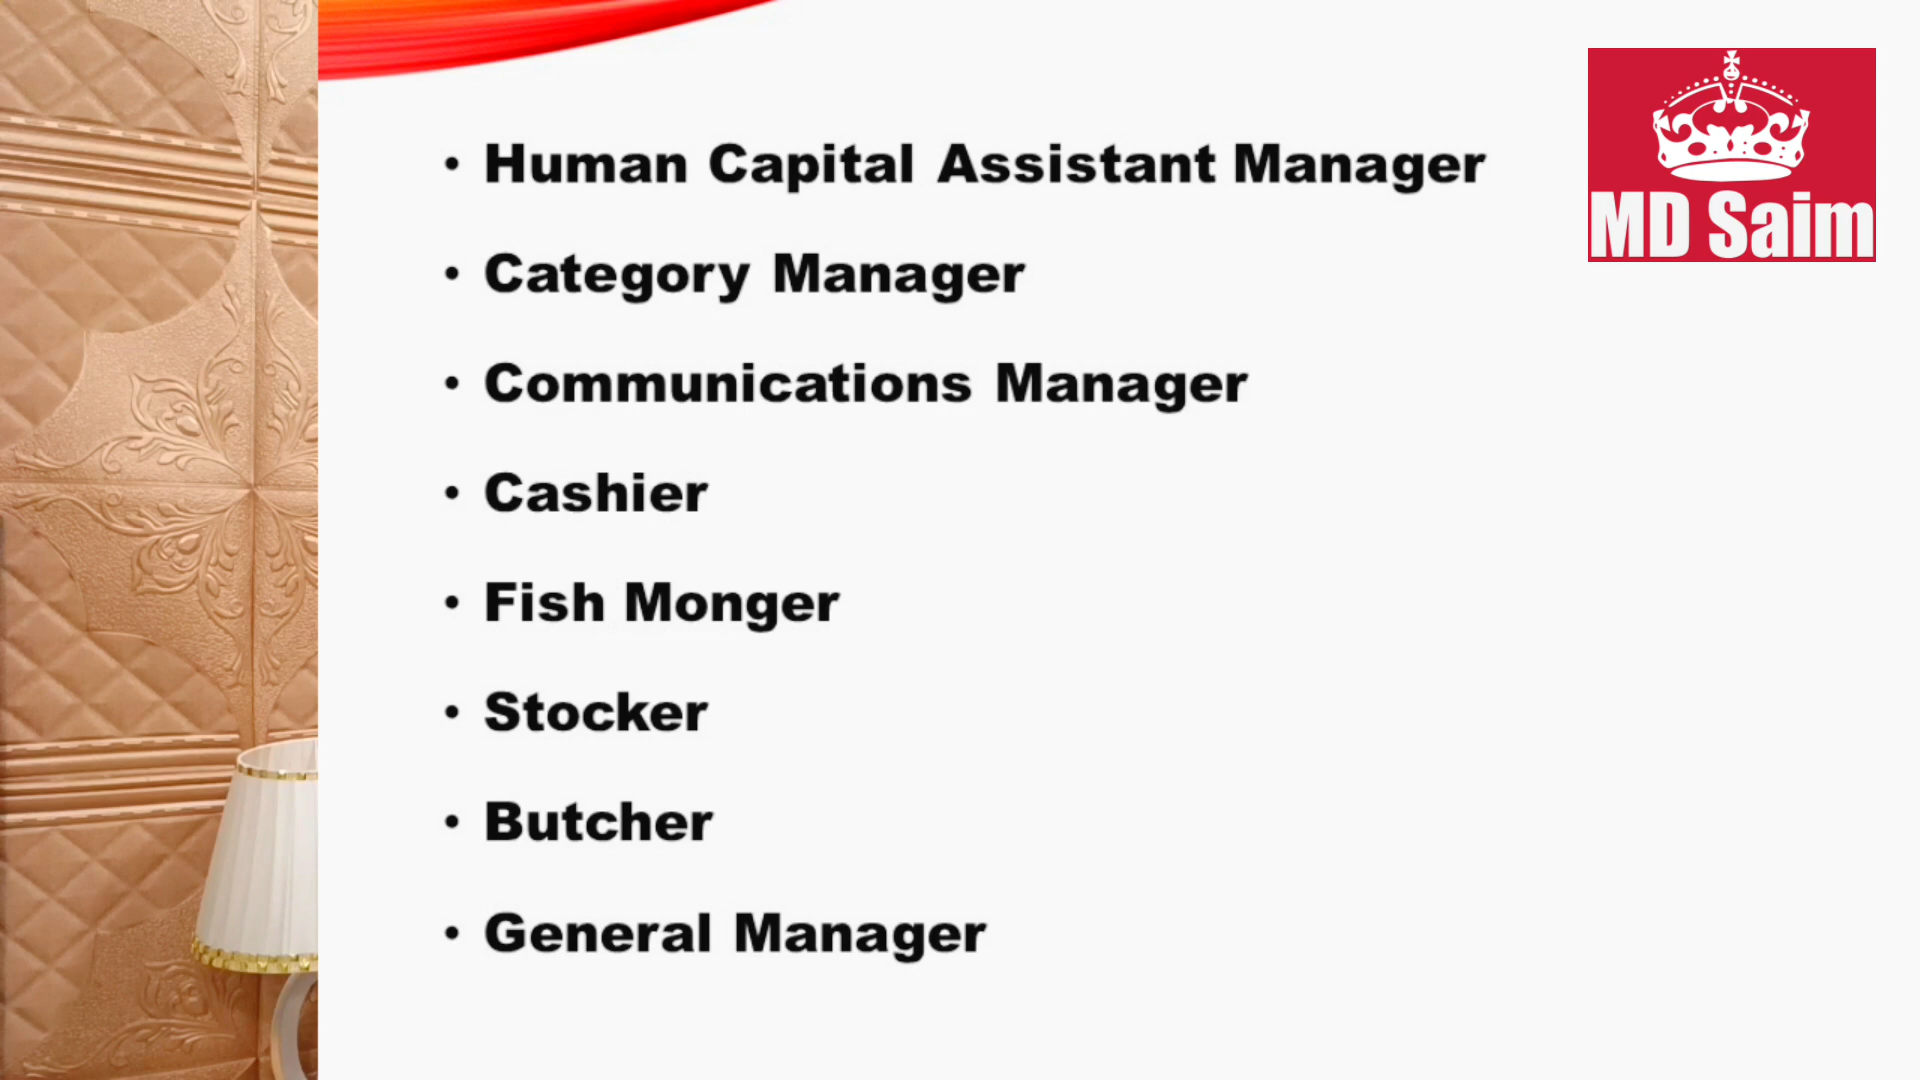 • Human Capital Assistant Manager
MD Saim
• Category Manager
• Communications Manager
• Cashier
• Fish Monger
• Stocker
• Butcher
• General Manager